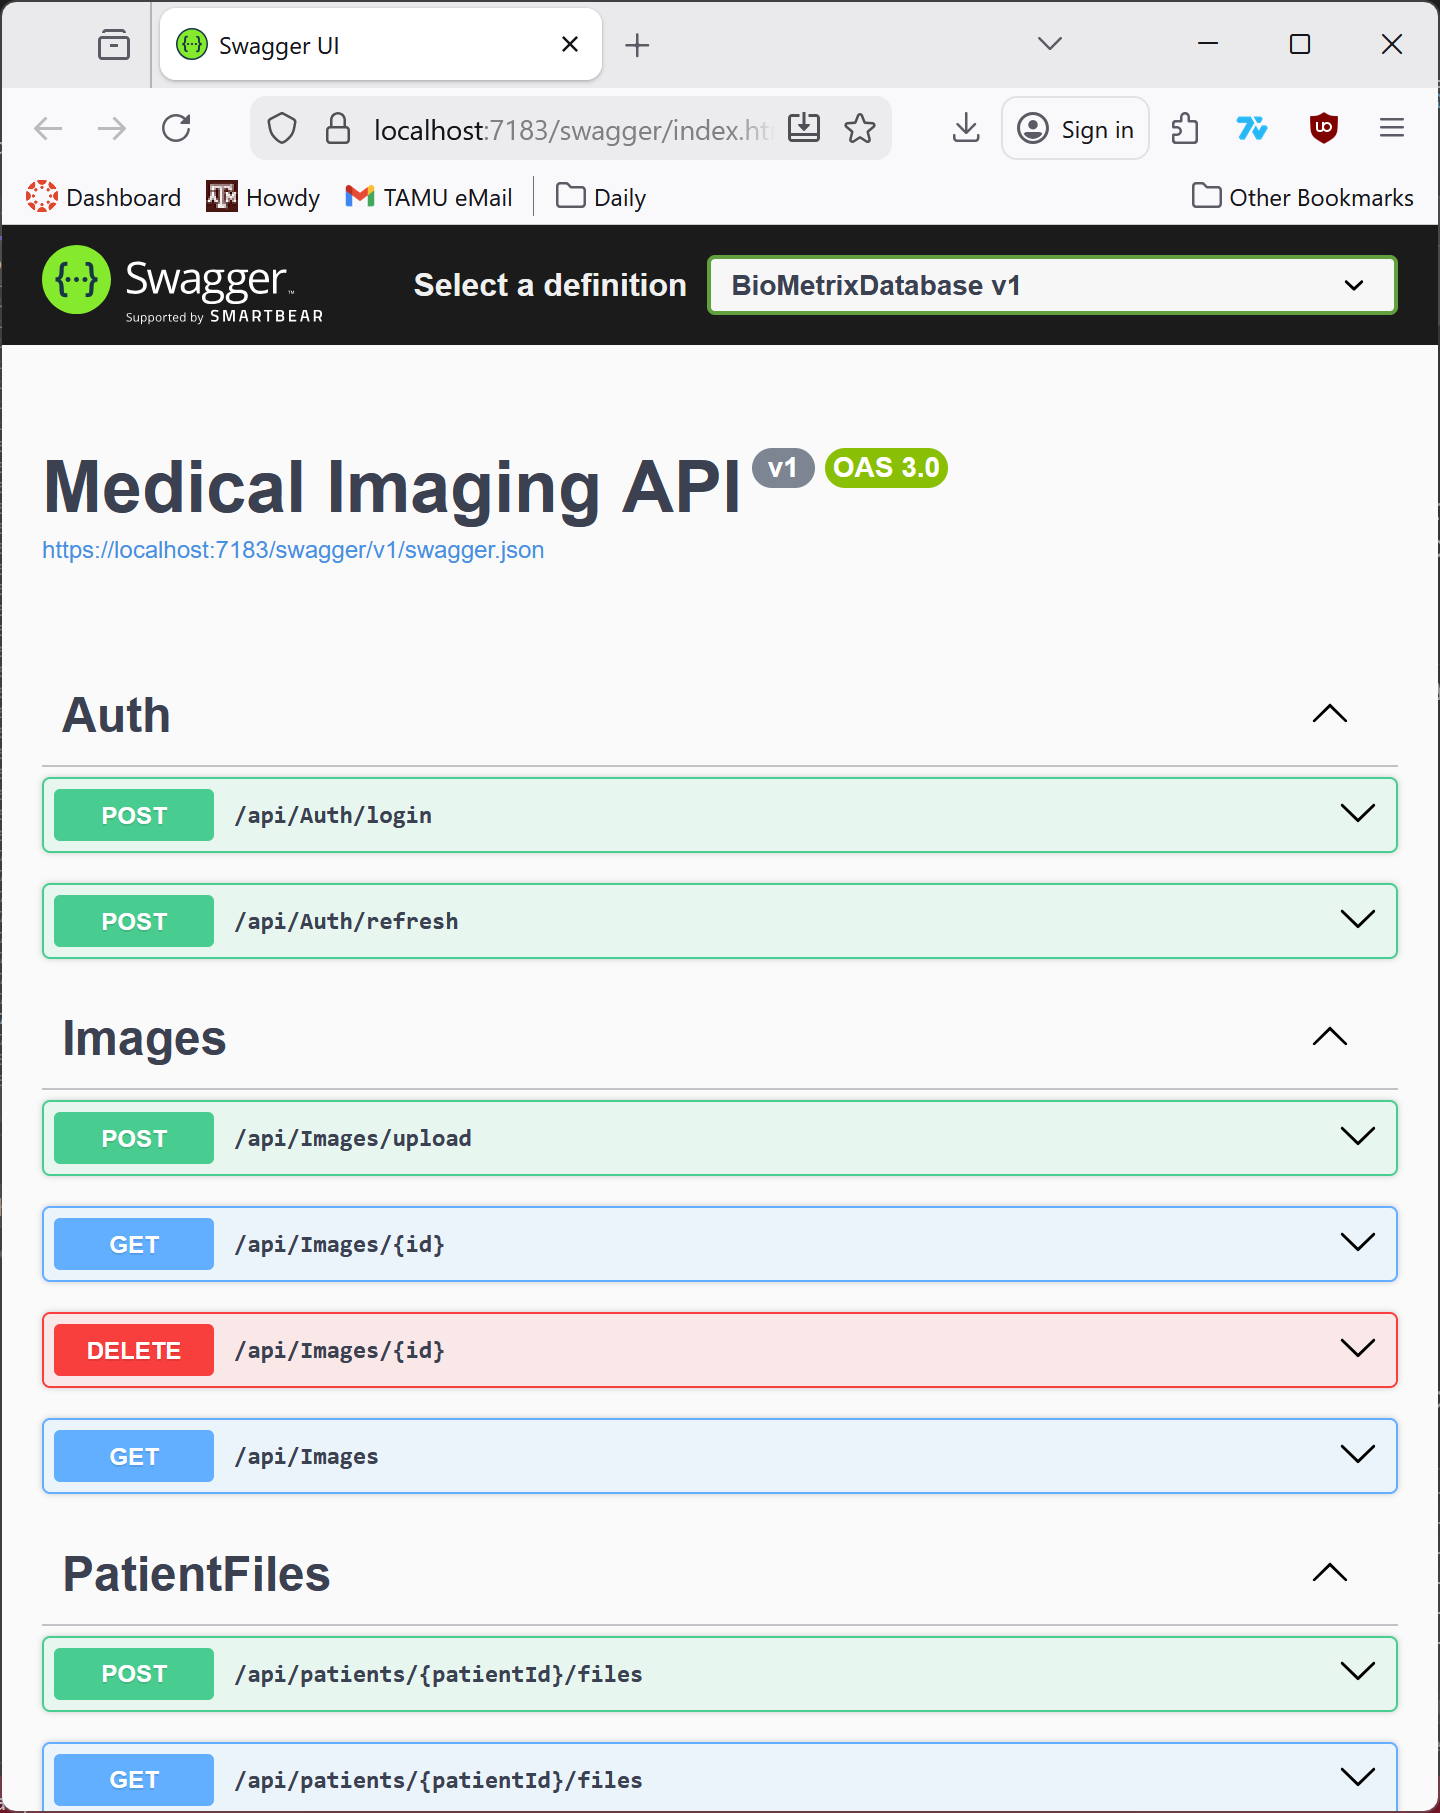 Swagger UI
localhost:7183/swagger/index.ht
Sign in
Dashboard
Howdy
TAMU eMail
Daily
Other Bookmarks
Swagger
Supported by SMARTBEAR
Select a definition
BioMetrixDatabase v1
Medical Imaging API v1 OAS 3.0
https://localhost:7183/swagger/v1/swagger.json
Auth
POST /api/Auth/login
POST /api/Auth/refresh
Images
POST /api/Images/upload
GET /api/Images/{id}
DELETE /api/Images/{id}
GET /api/Images
PatientFiles
POST /api/patients/{patientId}/files
GET /api/patients/{patientId}/files